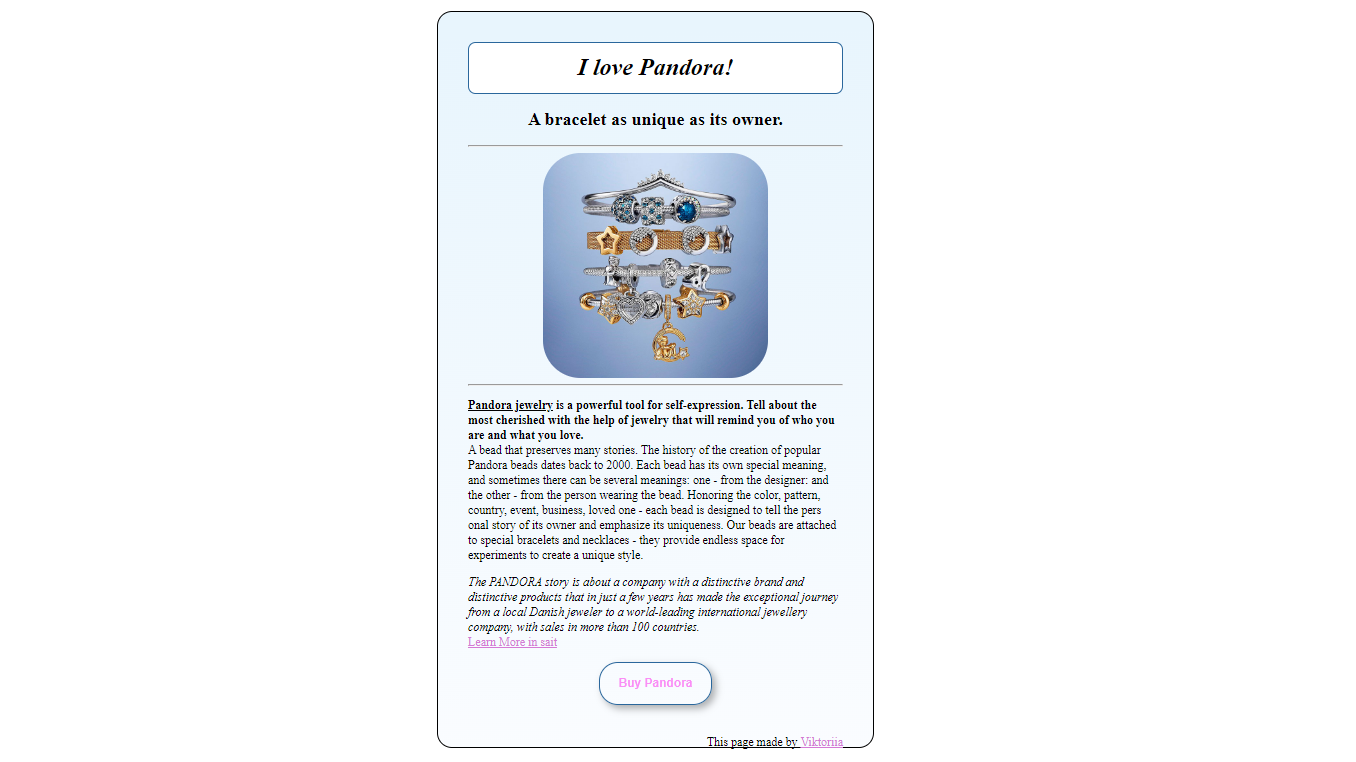 I love Pandora!
A bracelet as unique as its owner.
Pandora jewelry is a powerful tool for self-expression. Tell about the
most cherished with the help of jewelry that will remind you of who you
are and what you love.
A bead that preserves many stories. The history of the creation of popular
Pandora beads dates back to 2000. Each bead has its own special meaning,
and sometimes there can be several meanings: one - from the designer: and
the other - from the person wearing the bead. Honoring the color, pattern,
country, event, business, loved one - each bead is designed to tell the pers
onal story of its owner and emphasize its uniqueness. Our beads are attached
to special bracelets and necklaces - they provide endless space for
experiments to create a unique style.
The PANDORA story is about a company with a distinctive brand and
distinctive products that in just a few years has made the exceptional journey
from a local Danish jeweler to a world-leading international jewellery
company, with sales in more than 100 countries.
Learn More in sait
Buy Pandora
This page made by Viktoriia